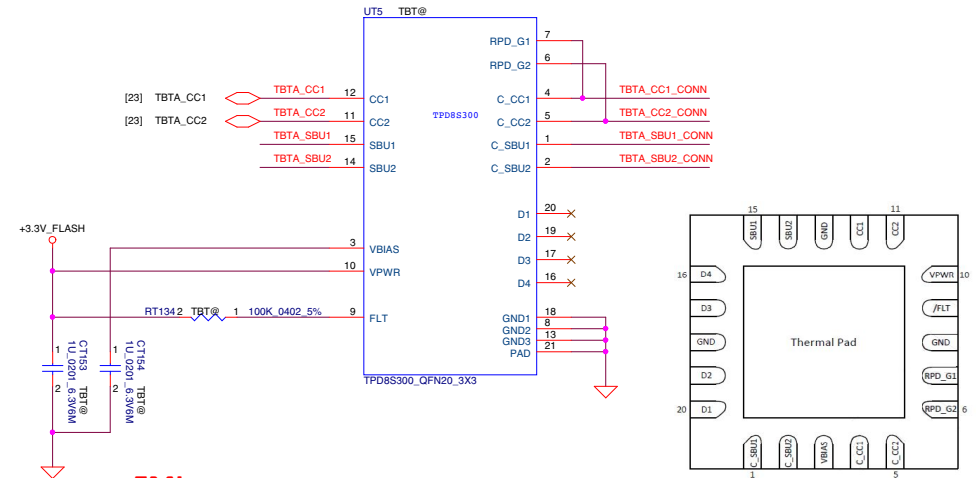 UT5 TBT@
RPD_G1 7
RPD_G2 6
[23] TBTA_CC1 TBTA_CC1 12 CC1 C_CC1 4 TBTA_CC1_CONN
[23] TBTA_CC2 TBTA_CC2 11 CC2 TPD8S300 C_CC2 5 TBTA_CC2_CONN
TBTA_SBU1 15 SBU1 C_SBU1 1 TBTA_SBU1_CONN
TBTA_SBU2 14 SBU2 C_SBU2 2 TBTA_SBU2_CONN
D1 20
D2 19
D3 17
D4 16
+3.3V_FLASH
3 VBIAS
10 VPWR
RT134 2 TBT@ 1 100K_0402_5% 9 FLT
GND1 18
GND2 8
GND3 13
PAD 21
TPD8S300_QFN20_3X3
1 2 CT153 TBT@
1U_0201_6.3V6M
1 2 CT154 TBT@
1U_0201_6.3V6M
15 11
SBU1 SBU2 GND CC1 CC2
16 D4 VPWR 10
D3 /FLT
GND Thermal Pad GND
D2 RPD_G1
20 D1 RPD_G2 6
C_SBU1 C_SBU2 VBIAS C_CC1 C_CC2
1 5